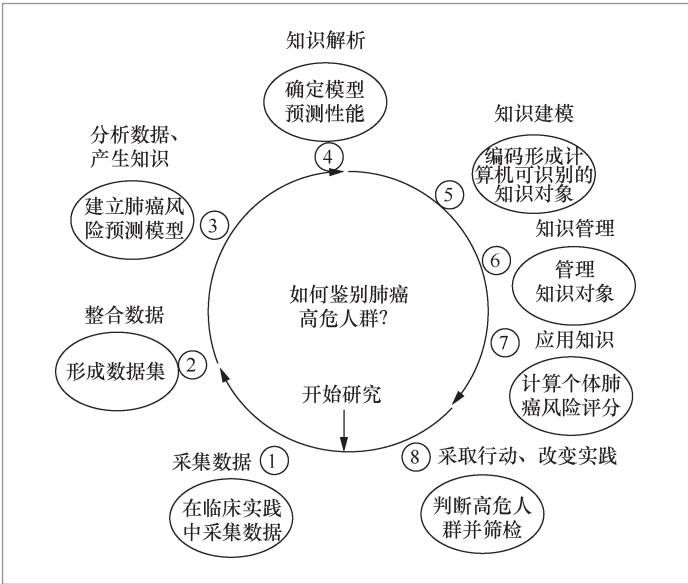 知识解析
确定模型
预测性能
④
知识建模
编码形成计
算机可识别的
知识对象
⑤
知识管理
⑥
管理
知识对象
⑦
应用知识
计算个体肺
癌风险评分
⑧
采取行动、改变实践
判断高危人
群并筛检
开始研究
采集数据
①
在临床实践
中采集数据
整合数据
②
形成数据集
分析数据、
产生知识
③
建立肺癌风
险预测模型
如何鉴别肺癌
高危人群?